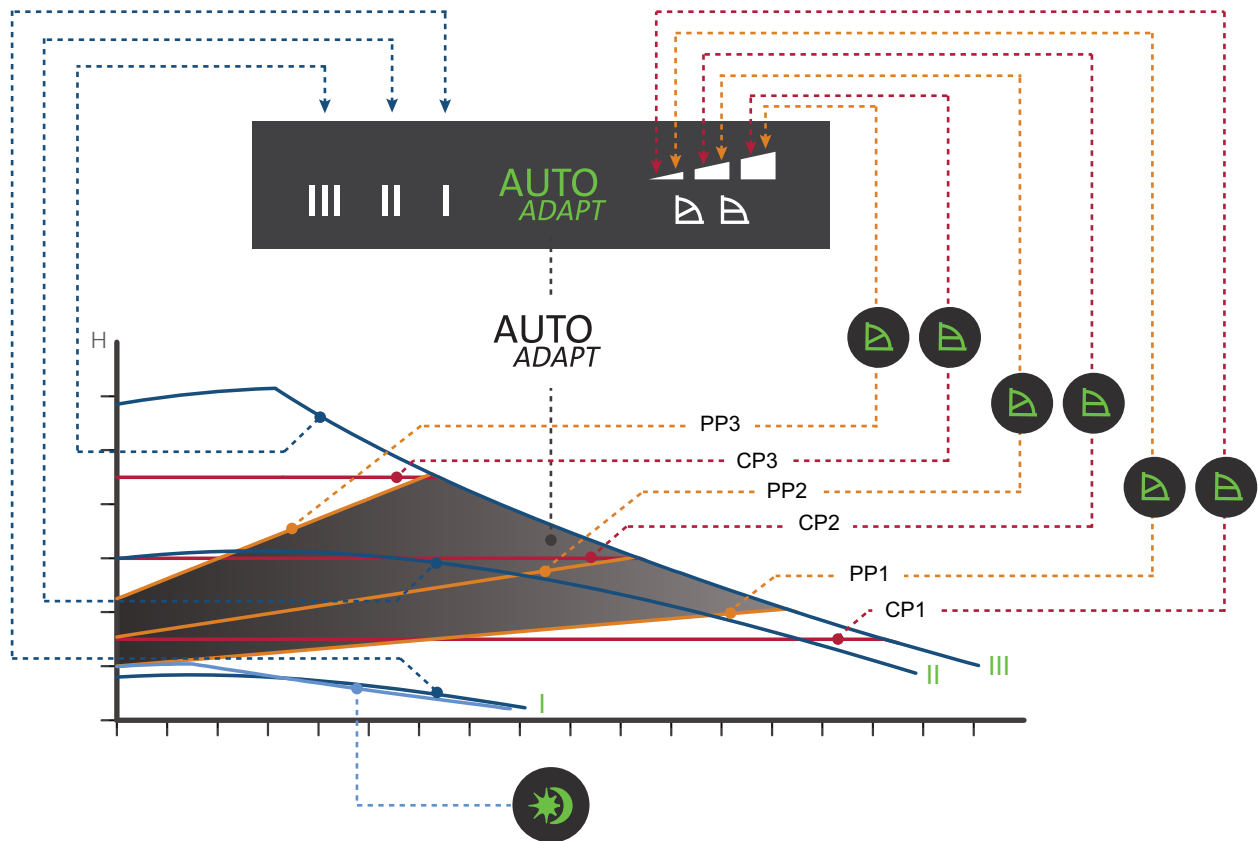 III II I AUTO
ADAPT
AUTO
ADAPT
H
PP3
CP3
PP2
CP2
PP1
CP1
III
II
I